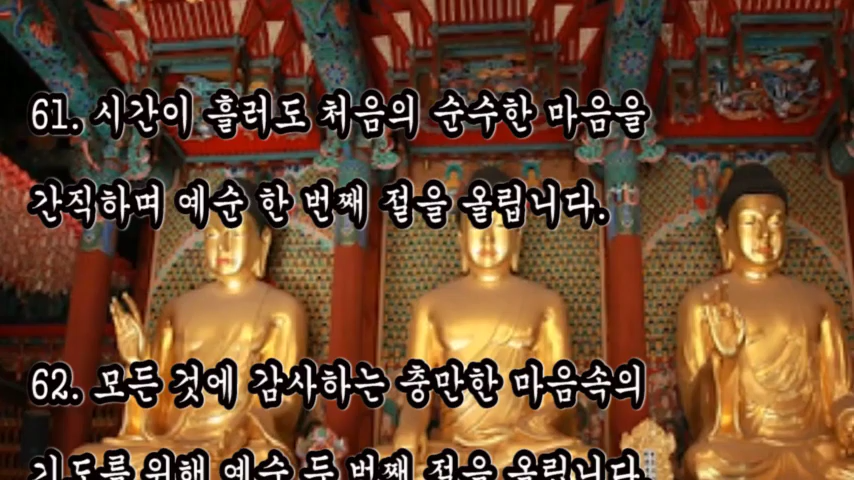 61. 시간이 흘러도 처음의 순수한 마음을
간직하며 예순 한 번째 절을 올립니다.
62. 모든 것에 감사하는 충만한 마음속의
기도를 위해 예순 두 번째 절을 올립니다.